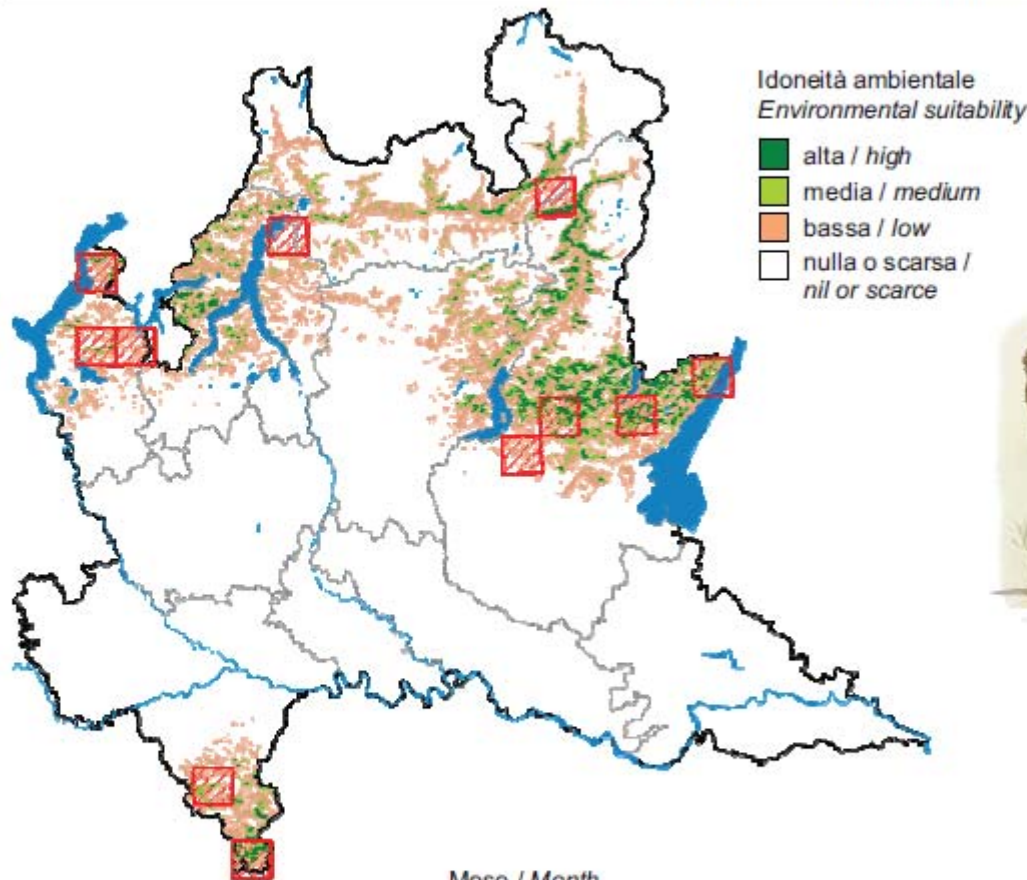 Idoneità ambientale
Environmental suitability
alta / high
media / medium
bassa / low
nulla o scarsa /
nil or scarce
Mese / Month